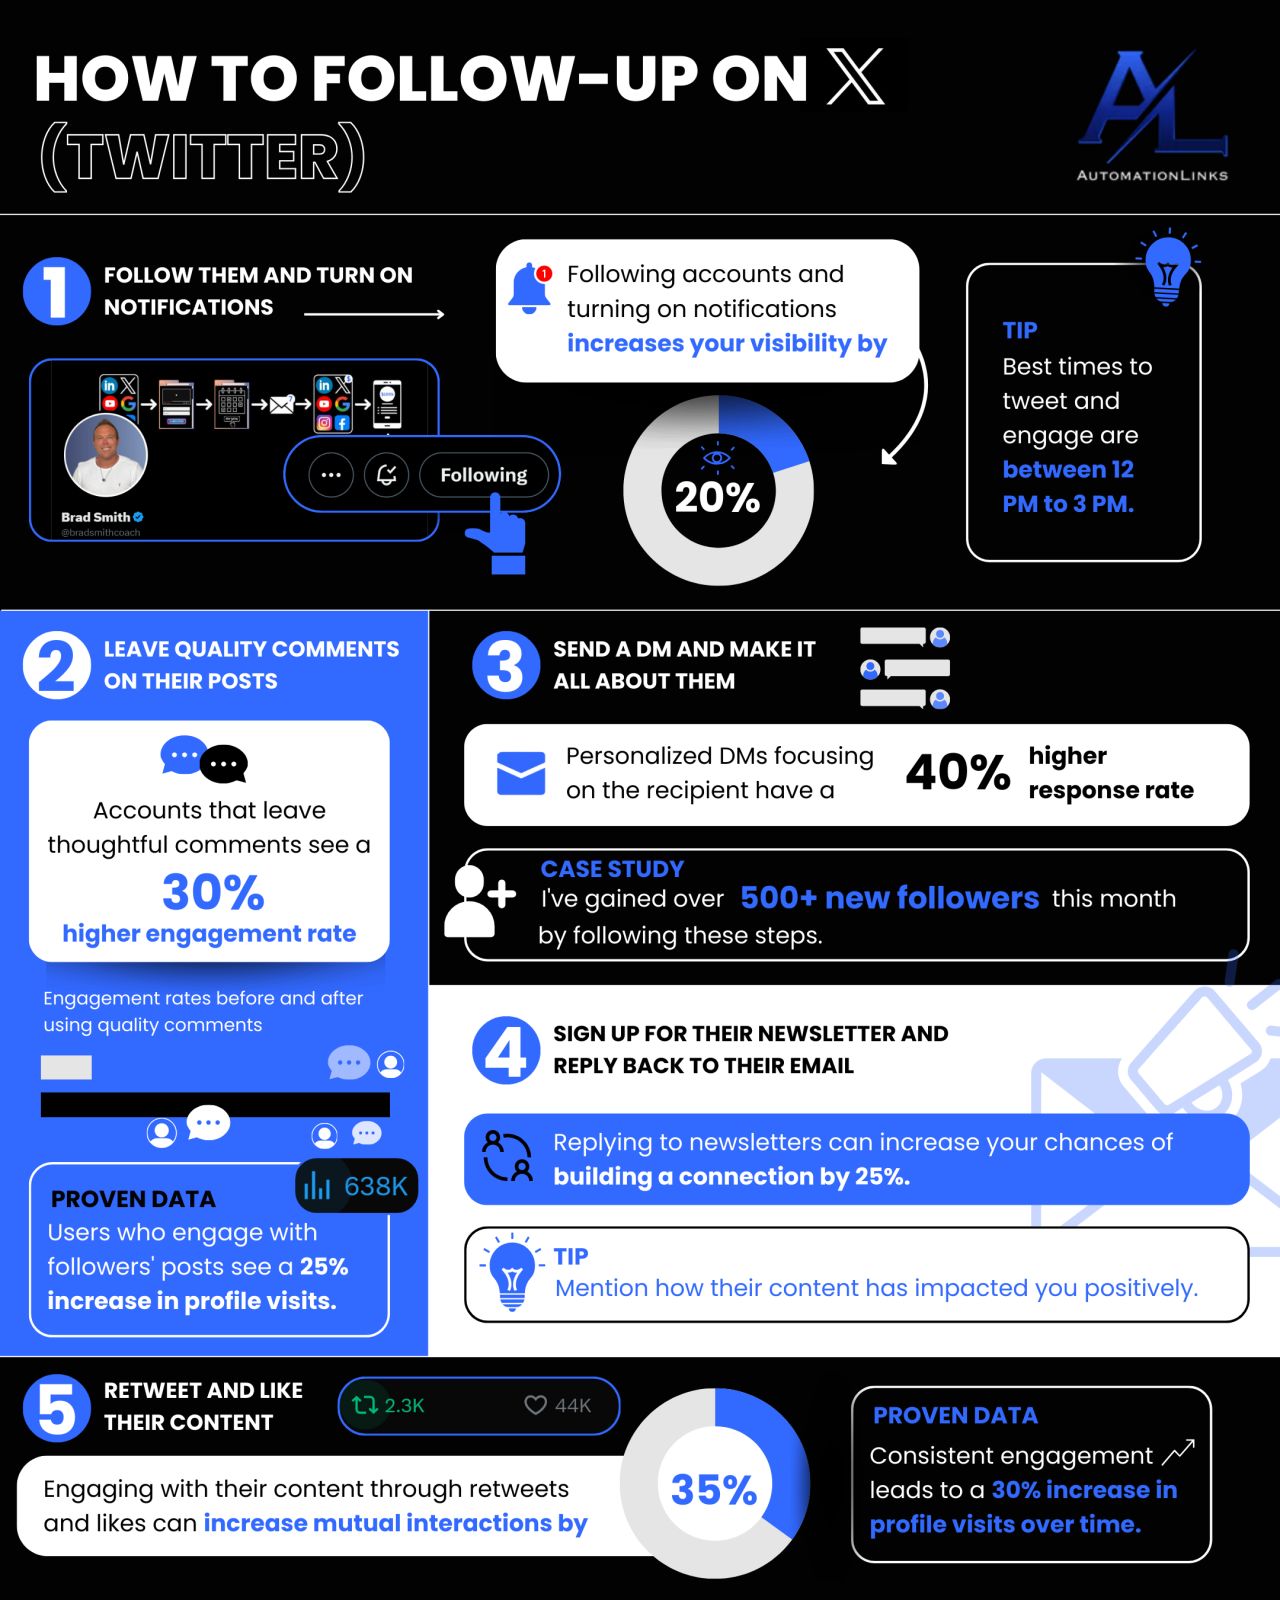 HOW TO FOLLOW-UP ON X
(TWITTER)
AL
AUTOMATIONLINKS
1
FOLLOW THEM AND TURN ON
NOTIFICATIONS
Following
Brad Smith
@bradsmithcoach
1
Following accounts and
turning on notifications
increases your visibility by
20%
TIP
Best times to
tweet and
engage are
between 12
PM to 3 PM.
2
LEAVE QUALITY COMMENTS
ON THEIR POSTS
Accounts that leave
thoughtful comments see a
30%
higher engagement rate
Engagement rates before and after
using quality comments
638K
PROVEN DATA
Users who engage with
followers' posts see a 25%
increase in profile visits.
3
SEND A DM AND MAKE IT
ALL ABOUT THEM
Personalized DMs focusing
on the recipient have a
40%
higher
response rate
CASE STUDY
I've gained over 500+ new followers this month
by following these steps.
4
SIGN UP FOR THEIR NEWSLETTER AND
REPLY BACK TO THEIR EMAIL
Replying to newsletters can increase your chances of
building a connection by 25%.
TIP
Mention how their content has impacted you positively.
5
RETWEET AND LIKE
THEIR CONTENT
2.3K
44K
Engaging with their content through retweets
and likes can increase mutual interactions by
35%
PROVEN DATA
Consistent engagement
leads to a 30% increase in
profile visits over time.